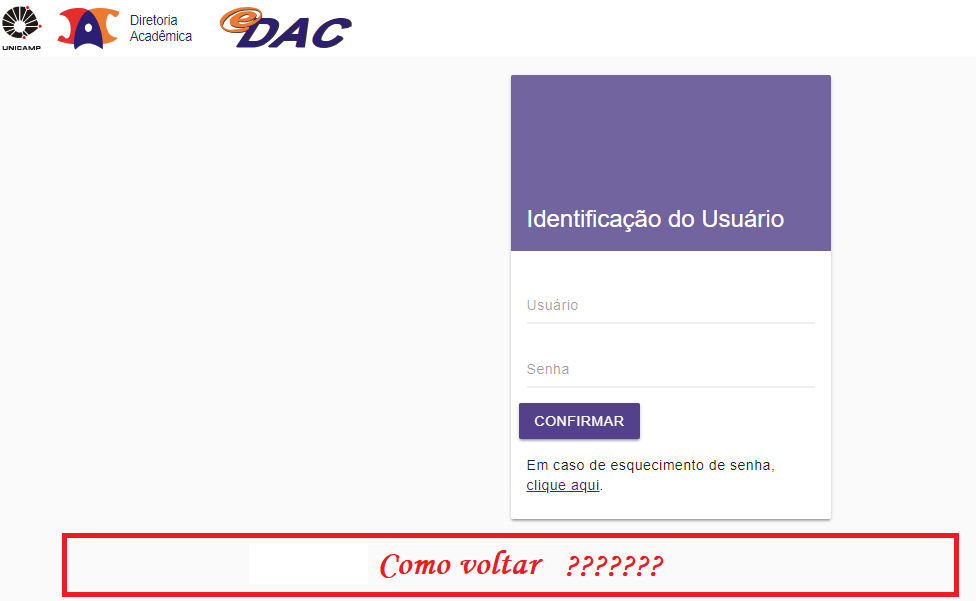 UNICAMP
Diretoria
Acadêmica
eDAC
Identificação do Usuário
Usuário
Senha
CONFIRMAR
Em caso de esquecimento de senha,
clique aqui.
Como voltar ???????